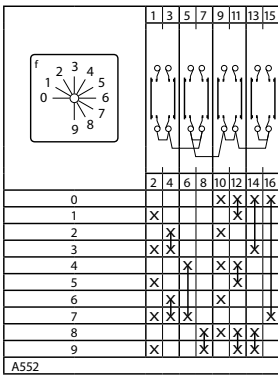 1 3 5 7 9 11 13 15
f
0 1 2 3 4 5 6 7 8 9
2 4 6 8 10 12 14 16
0 X X X X
1 X X
2 X X
3 X X X
4 X X X
5 X X
6 X X
7 X X X X
8 X X X X X
9 X X X X
A552